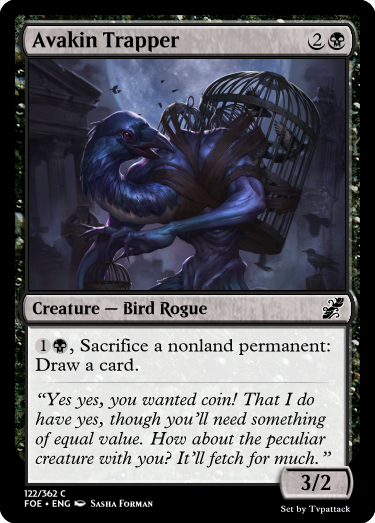 Avakin Trapper 2
Creature — Bird Rogue
1, Sacrifice a nonland permanent:
Draw a card.
“Yes yes, you wanted coin! That I do
have yes, though you’ll need something
of equal value. How about the peculiar
creature with you? It’ll fetch for much.”
3/2
122/362 C
FOE • ENG Sasha Forman
Set by Tvpattack